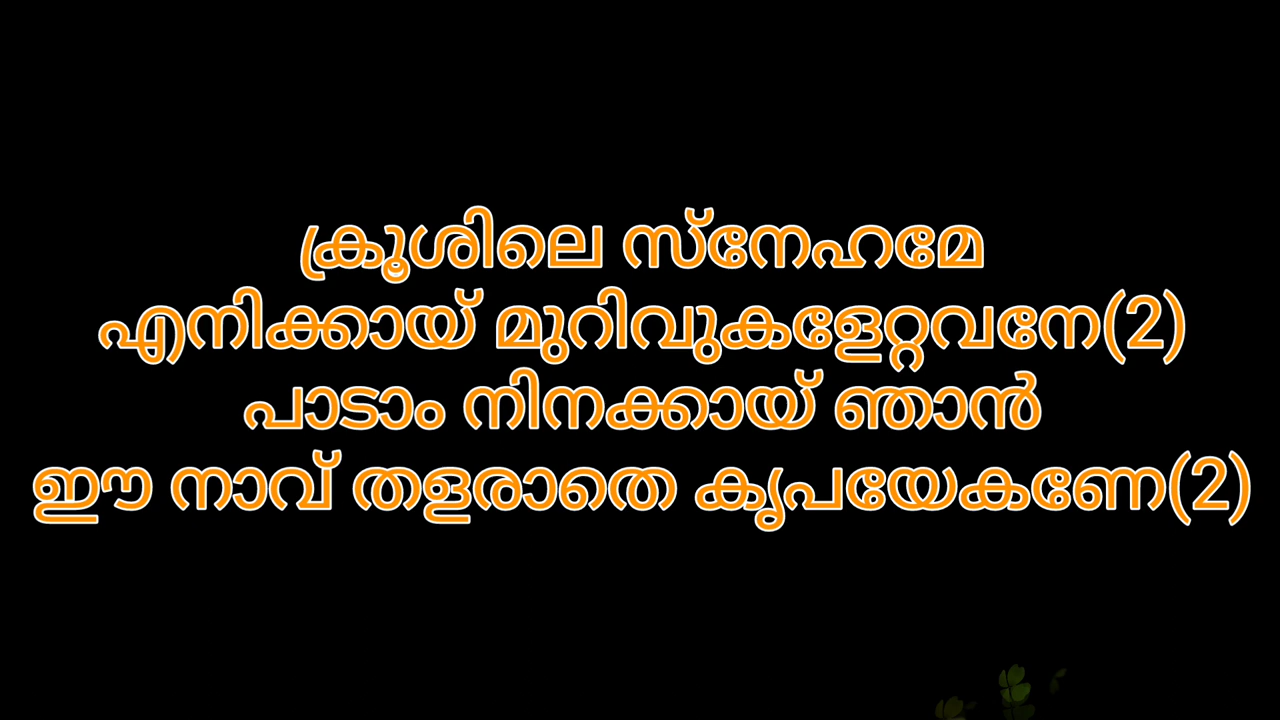 ക്രൂശിലെ സ്നേഹമേ
എനിക്കായ് മുറിവുകളേറ്റവനേ(2)
പാടാം നിനക്കായ് ഞാൻ
ഈ നാവ് തളരാതെ കൃപയേകണേ(2)